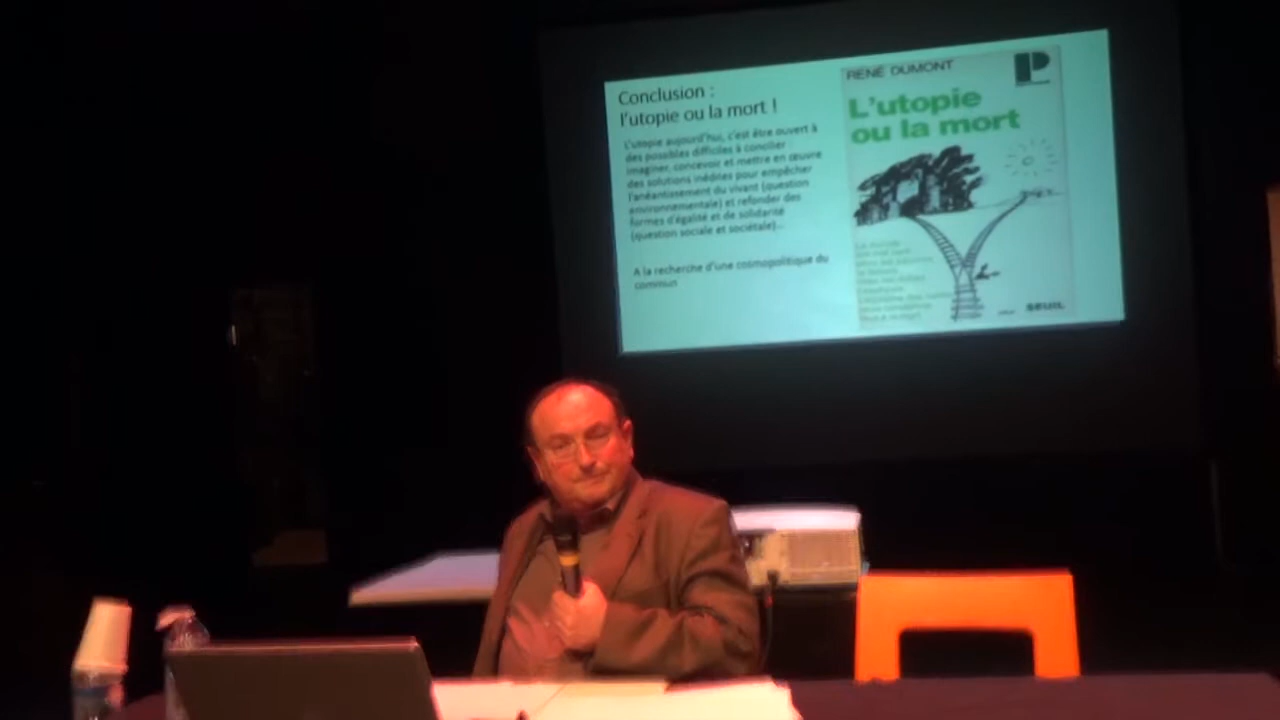 Conclusion :
l'utopie ou la mort !
L'utopie aujourd'hui, c'est être ouvert à
des possibles difficiles à concilier
imaginer, concevoir et mettre en œuvre
des solutions inédites pour empêcher
l'anéantissement du vivant (question
environnementale) et refonder des
formes d'égalité et de solidarité
(question sociale et sociétale)...
A la recherche d'une cosmopolitique du
commun
RENÉ DUMONT
P
L'utopie
ou la mort
SEUIL